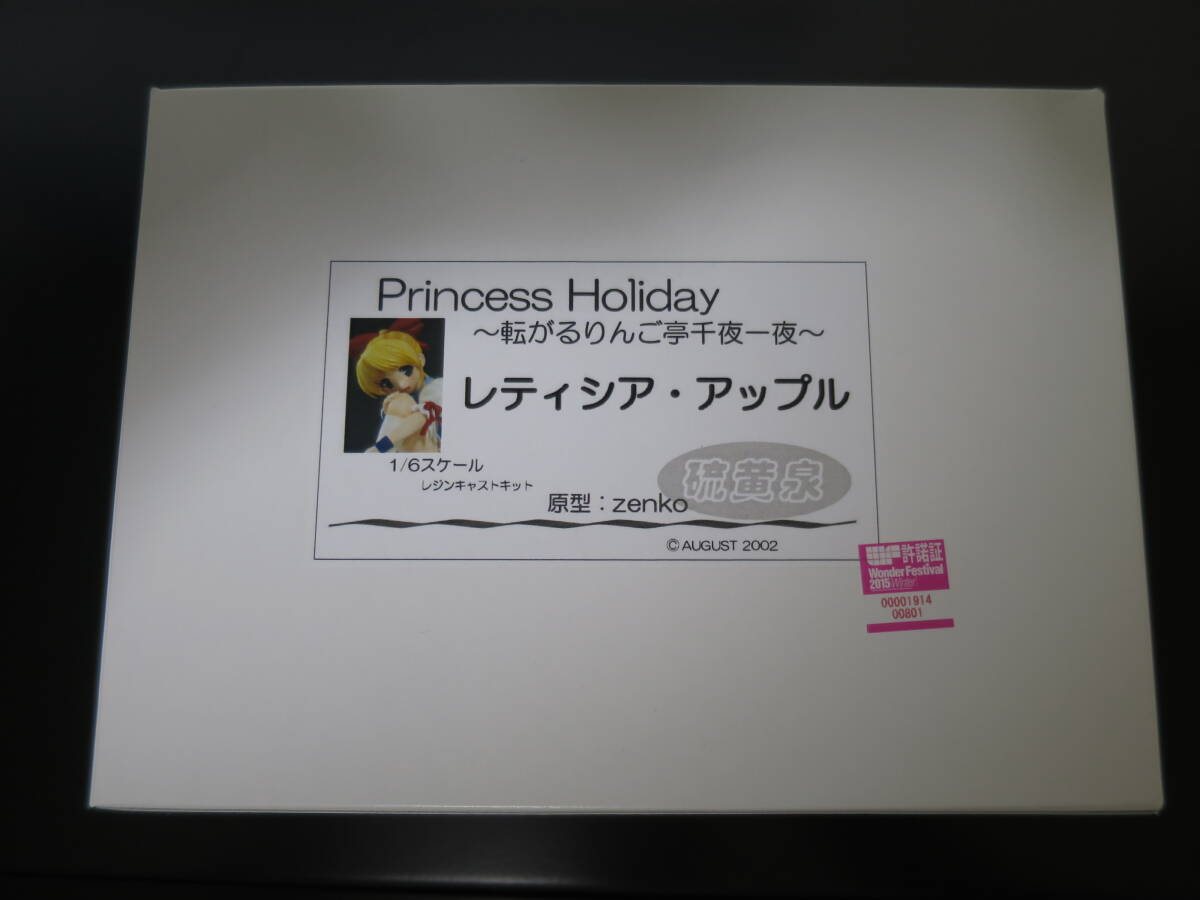 Princess Holiday
～転がるりんご亭千夜一夜～
レティシア・アップル
1/6スケール
レジンキャストキット
硫黄泉
原型：zenko
©AUGUST 2002
WF 許諾証
Wonder Festival
2015 Winter
00001914
00801